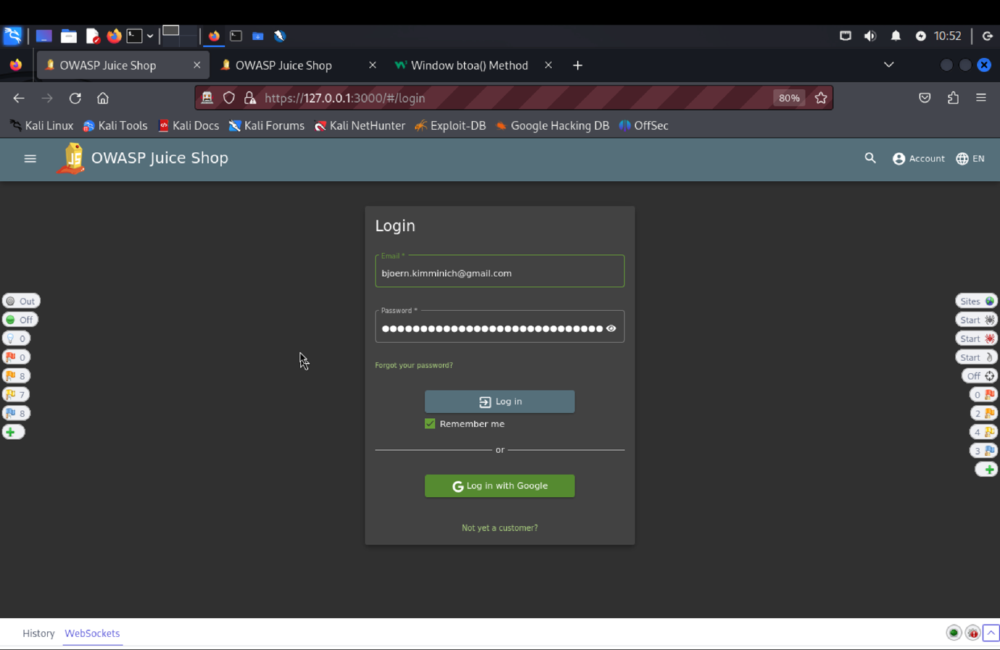 10:52
OWASP Juice Shop
OWASP Juice Shop
Window btoa() Method
https://127.0.0.1:3000/#/login
80%
Kali Linux
Kali Tools
Kali Docs
Kali Forums
Kali NetHunter
Exploit-DB
Google Hacking DB
OffSec
JS
OWASP Juice Shop
Account
EN
Login
Email *
bjoern.kimminich@gmail.com
Password *
Forgot your password?
Log in
Remember me
or
G Log in with Google
Not yet a customer?
Out
Off
0
0
8
7
8
Sites
Start
Start
Start
Off
0
2
4
3
History
WebSockets